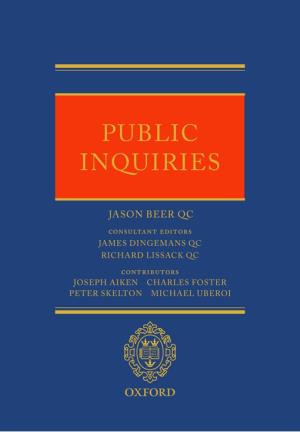 PUBLIC
INQUIRIES
JASON BEER QC
CONSULTANT EDITORS
JAMES DINGEMANS QC
RICHARD LISSACK QC
CONTRIBUTORS
JOSEPH AIKEN CHARLES FOSTER
PETER SKELTON MICHAEL UBEROI
OXFORD